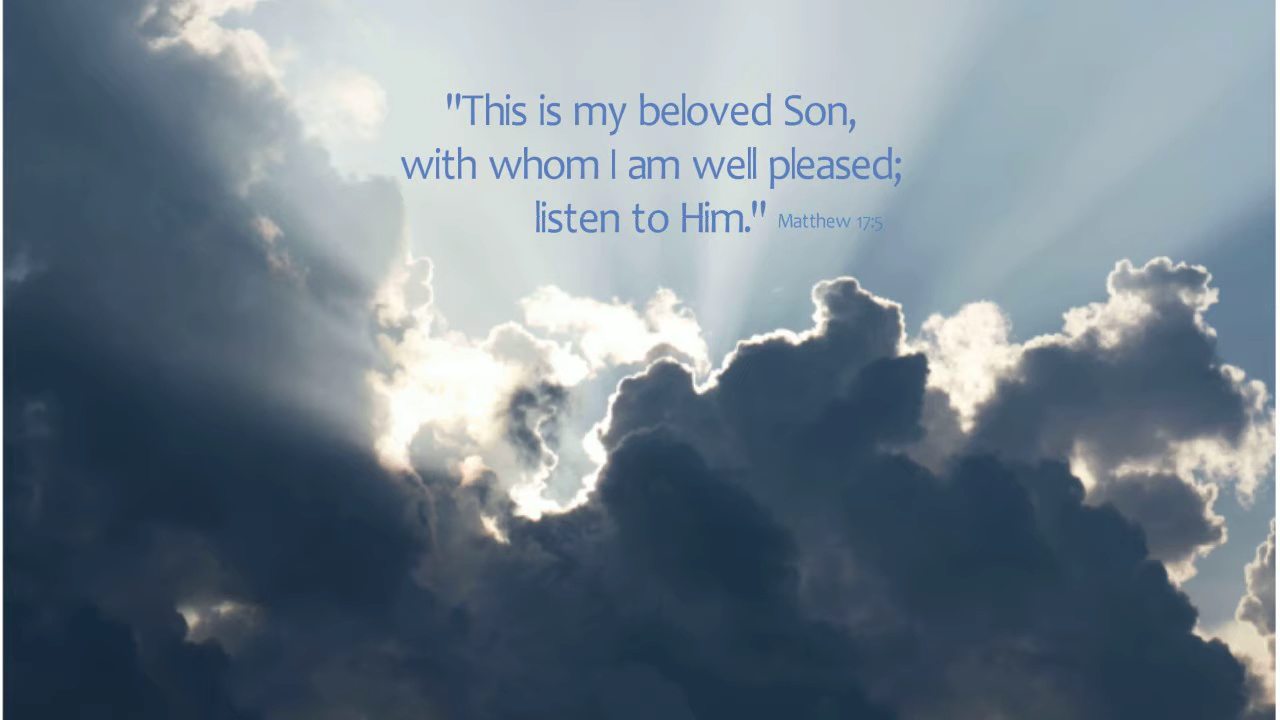 "This is my beloved Son,
with whom I am well pleased;
listen to Him." Matthew 17:5